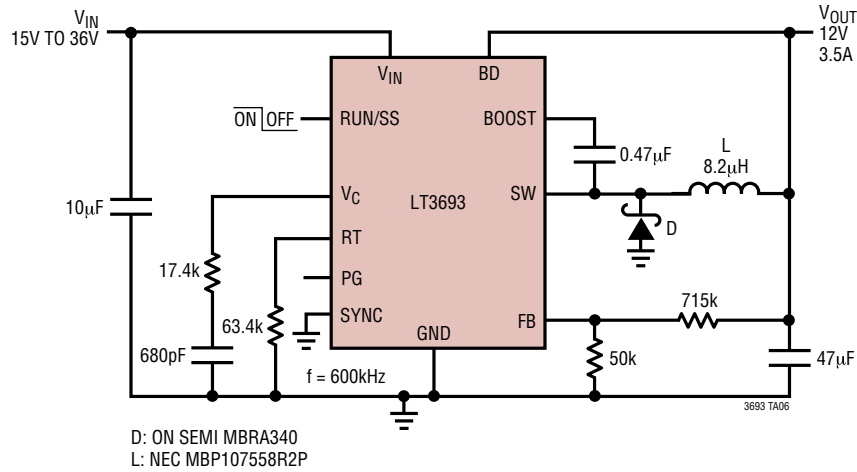 VIN
15V TO 36V
VOUT
12V
3.5A
VIN
BD
ON OFF
RUN/SS
BOOST
0.47µF
L
8.2µH
VC
LT3693
SW
10µF
D
RT
17.4k
PG
715k
63.4k
SYNC
FB
GND
680pF
f = 600kHz
50k
47µF
3693 TA06
D: ON SEMI MBRA340
L: NEC MBP107558R2P